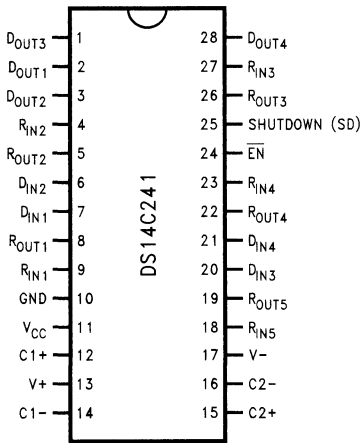 DOUT3 1 28 DOUT4
DOUT1 2 27 RIN3
DOUT2 3 26 ROUT3
RIN2 4 25 SHUTDOWN (SD)
ROUT2 5 24 E̅N̅
DIN2 6 23 RIN4
DIN1 7 22 ROUT4
ROUT1 8 21 DIN4
RIN1 9 20 DIN3
GND 10 19 ROUT5
VCC 11 18 RIN5
C1+ 12 17 V-
V+ 13 16 C2-
C1- 14 15 C2+
DS14C241